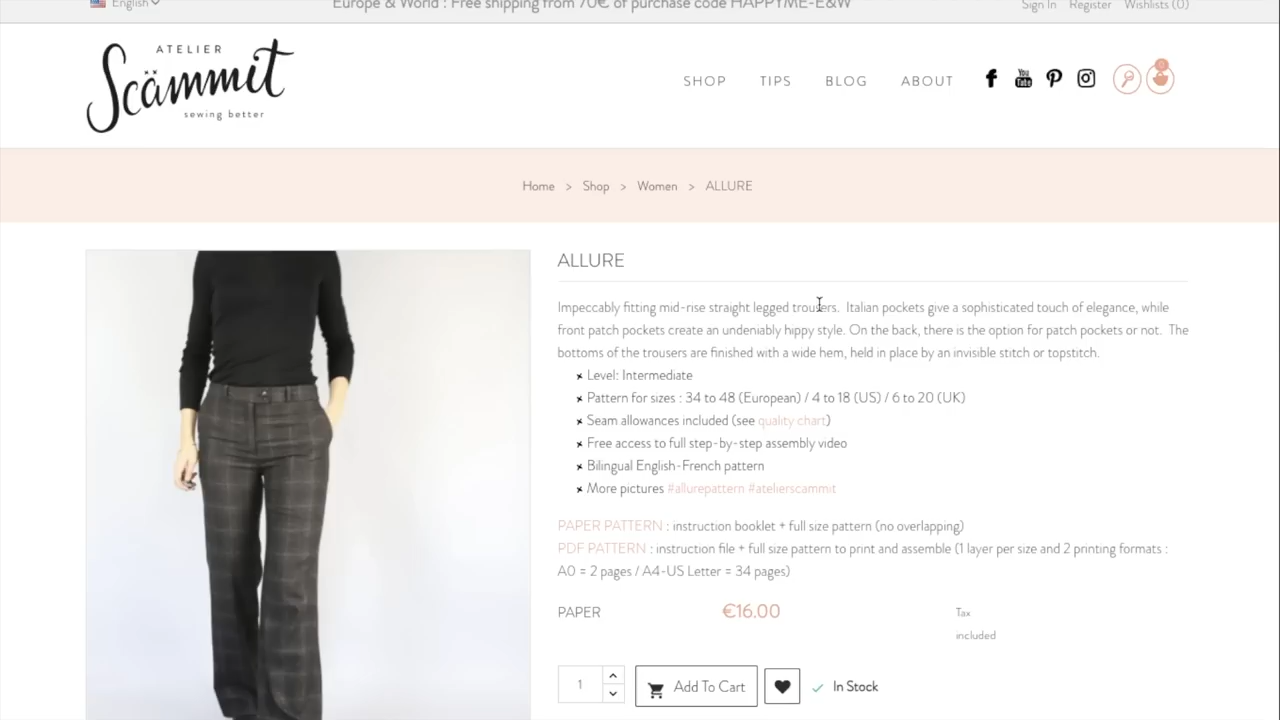 English
Europe & World : Free shipping from 70€ of purchase code HAPPYME-E&W
Sign In Register Wishlists (0)
ATELIER
Scämmit
sewing better
SHOP TIPS BLOG ABOUT
You
Tube
0
Home > Shop > Women > ALLURE
ALLURE
Impeccably fitting mid-rise straight legged trousers. Italian pockets give a sophisticated touch of elegance, while
front patch pockets create an undeniably hippy style. On the back, there is the option for patch pockets or not. The
bottoms of the trousers are finished with a wide hem, held in place by an invisible stitch or topstitch.
Level: Intermediate
Pattern for sizes : 34 to 48 (European) / 4 to 18 (US) / 6 to 20 (UK)
Seam allowances included (see quality chart)
Free access to full step-by-step assembly video
Bilingual English-French pattern
More pictures #allurepattern #atelierscammit
PAPER PATTERN : instruction booklet + full size pattern (no overlapping)
PDF PATTERN : instruction file + full size pattern to print and assemble (1 layer per size and 2 printing formats :
A0 = 2 pages / A4-US Letter = 34 pages)
PAPER €16.00 Tax
included
1 Add To Cart In Stock